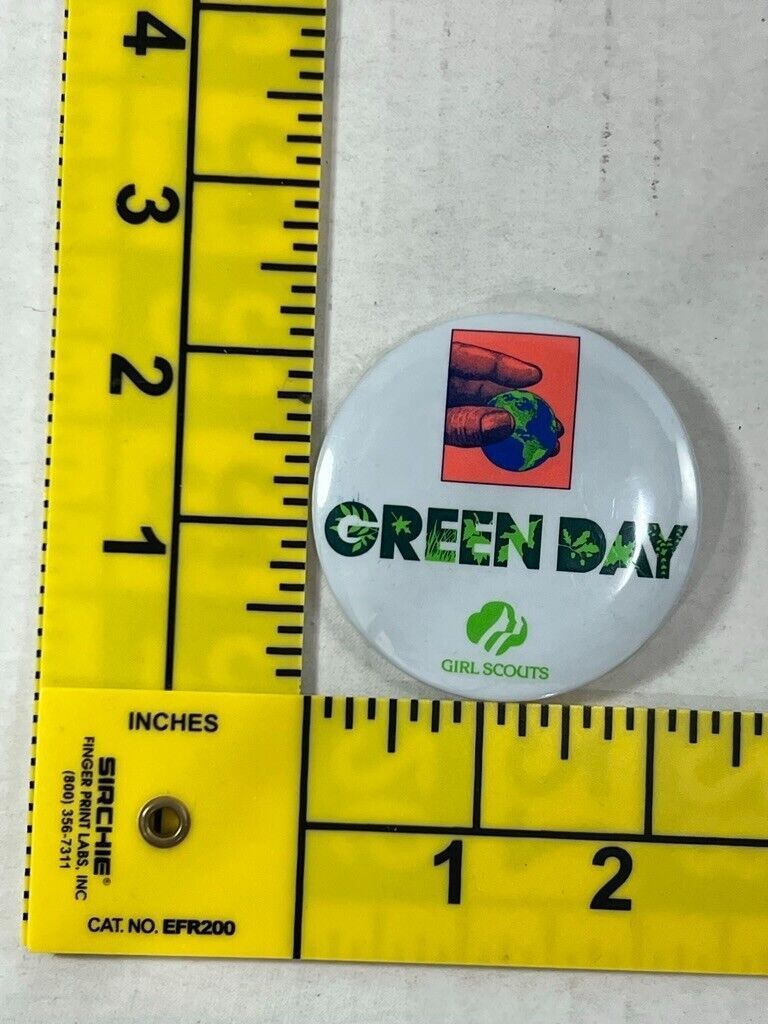 4
3
2
1
GREEN DAY
GIRL SCOUTS
INCHES
SIRCHIE®
FINGER PRINT LABS, INC
(800) 356-7311
CAT. NO. EFR200
1
2